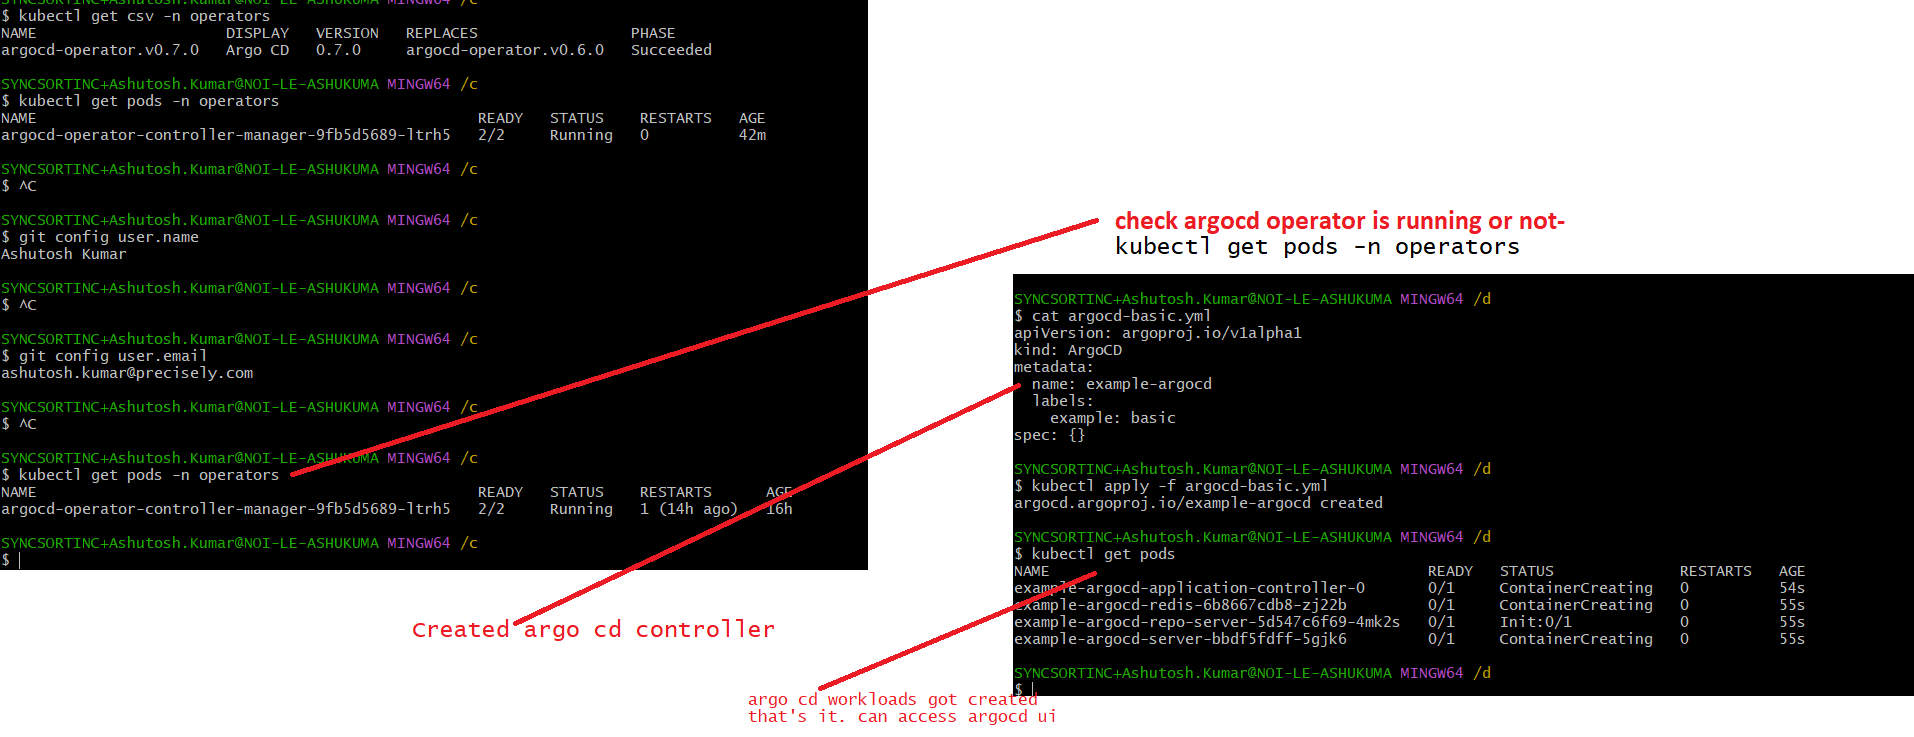 SYNCSORTINC+Ashutosh.Kumar@NOI-LE-ASHUKUMA MINGW64 /c
$ kubectl get csv -n operators
NAME DISPLAY VERSION REPLACES PHASE
argocd-operator.v0.7.0 Argo CD 0.7.0 argocd-operator.v0.6.0 Succeeded
SYNCSORTINC+Ashutosh.Kumar@NOI-LE-ASHUKUMA MINGW64 /c
$ kubectl get pods -n operators
NAME READY STATUS RESTARTS AGE
argocd-operator-controller-manager-9fb5d5689-ltrh5 2/2 Running 0 42m
SYNCSORTINC+Ashutosh.Kumar@NOI-LE-ASHUKUMA MINGW64 /c
$ ^C
SYNCSORTINC+Ashutosh.Kumar@NOI-LE-ASHUKUMA MINGW64 /c
$ git config user.name
Ashutosh Kumar
SYNCSORTINC+Ashutosh.Kumar@NOI-LE-ASHUKUMA MINGW64 /c
$ ^C
SYNCSORTINC+Ashutosh.Kumar@NOI-LE-ASHUKUMA MINGW64 /c
$ git config user.email
ashutosh.kumar@precisely.com
SYNCSORTINC+Ashutosh.Kumar@NOI-LE-ASHUKUMA MINGW64 /c
$ ^C
SYNCSORTINC+Ashutosh.Kumar@NOI-LE-ASHUKUMA MINGW64 /c
$ kubectl get pods -n operators
NAME READY STATUS RESTARTS AGE
argocd-operator-controller-manager-9fb5d5689-ltrh5 2/2 Running 1 (14h ago) 16h
SYNCSORTINC+Ashutosh.Kumar@NOI-LE-ASHUKUMA MINGW64 /c
$
check argocd operator is running or not-
kubectl get pods -n operators
SYNCSORTINC+Ashutosh.Kumar@NOI-LE-ASHUKUMA MINGW64 /d
$ cat argocd-basic.yml
apiVersion: argoproj.io/v1alpha1
kind: ArgoCD
metadata:
name: example-argocd
labels:
example: basic
spec: {}
SYNCSORTINC+Ashutosh.Kumar@NOI-LE-ASHUKUMA MINGW64 /d
$ kubectl apply -f argocd-basic.yml
argocd.argoproj.io/example-argocd created
SYNCSORTINC+Ashutosh.Kumar@NOI-LE-ASHUKUMA MINGW64 /d
$ kubectl get pods
NAME READY STATUS RESTARTS AGE
example-argocd-application-controller-0 0/1 ContainerCreating 0 54s
example-argocd-redis-6b8667cdb8-zj22b 0/1 ContainerCreating 0 55s
example-argocd-repo-server-5d547c6f69-4mk2s 0/1 Init:0/1 0 55s
example-argocd-server-bbdf5fdff-5gjk6 0/1 ContainerCreating 0 55s
SYNCSORTINC+Ashutosh.Kumar@NOI-LE-ASHUKUMA MINGW64 /d
$
Created argo cd controller
argo cd workloads got created
that's it. can access argocd ui